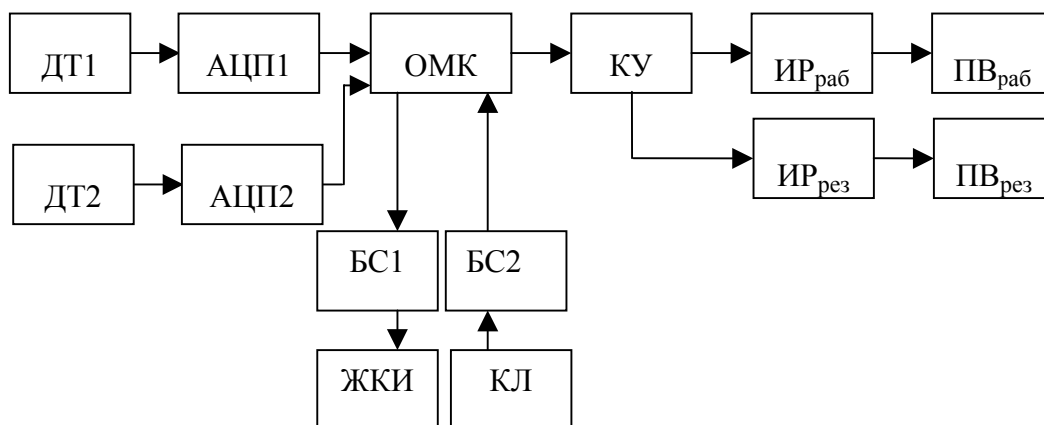 ДТ1 АЦП1 ОМК КУ ИРраб ПВраб
ДТ2 АЦП2 ИРрез ПВрез
БС1 БС2
ЖКИ КЛ